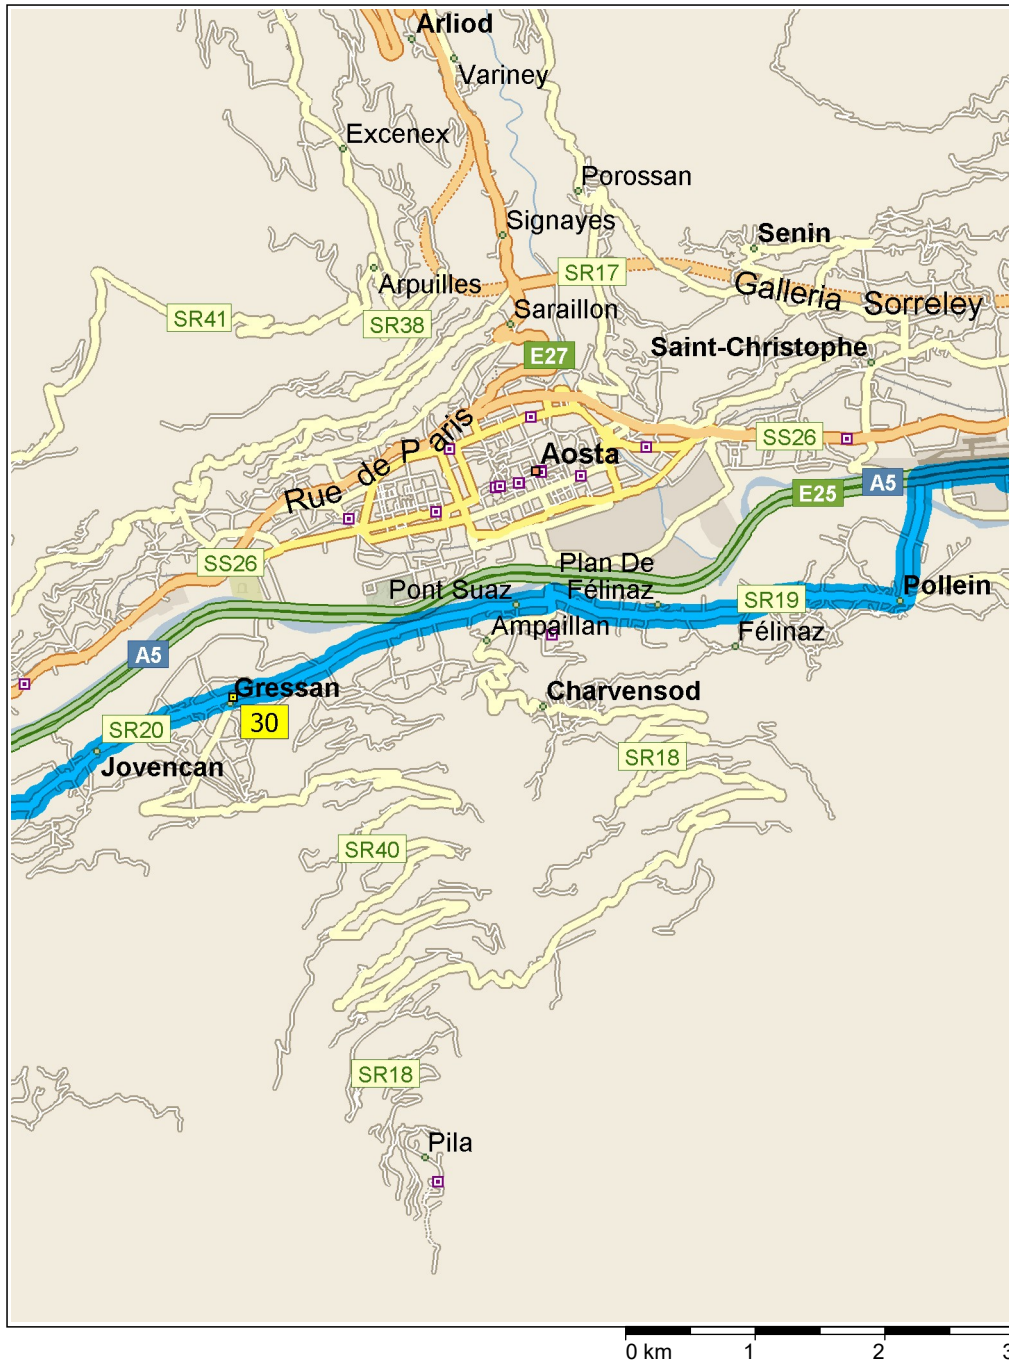 Arliod
Variney
Excenex
Porossan
Signayes
Senin
SR17
Arpuilles
Galleria Sorreley
SR41
SR38
Saraillon
E27
Saint-Christophe
Rue de Paris
SS26
Aosta
A5
E25
SS26
Plan De
Félinaz
Pont Suaz
SR19
Pollein
Ampaillan
Félinaz
A5
Gressan
Charvensod
30
SR20
SR18
Jovencan
SR40
SR18
Pila
0 km 1 2 3